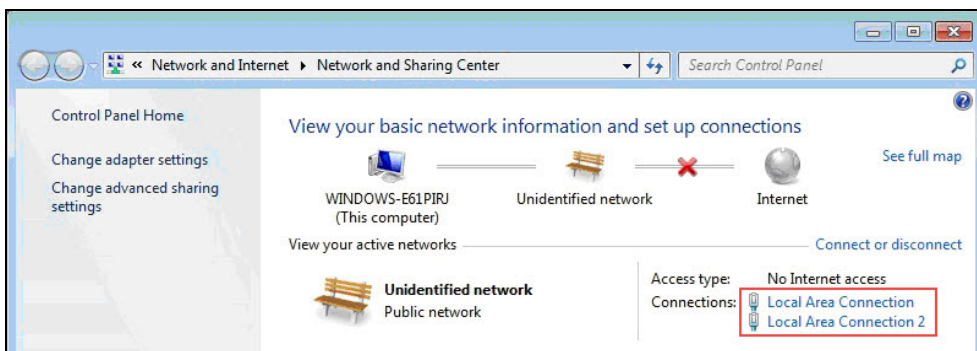 « Network and Internet ▸ Network and Sharing Center
Search Control Panel
Control Panel Home
Change adapter settings
Change advanced sharing
settings
View your basic network information and set up connections
See full map
WINDOWS-E61PIRJ
(This computer)
Unidentified network
Internet
View your active networks
Connect or disconnect
Unidentified network
Public network
Access type: No Internet access
Connections: Local Area Connection
Local Area Connection 2